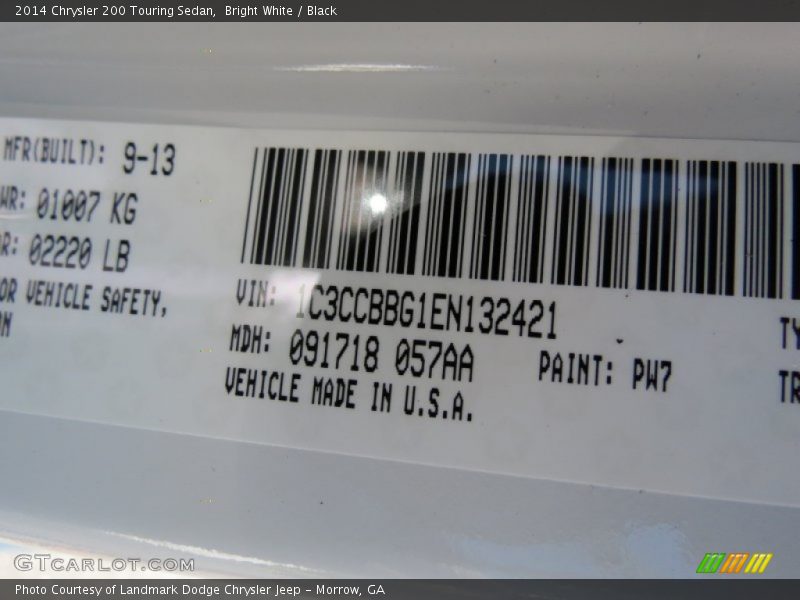 2014 Chrysler 200 Touring Sedan,  Bright White / Black
MFR(BUILT): 9-13
WR: 01007 KG
R: 02220 LB
OR VEHICLE SAFETY,
VIN: 1C3CCBBG1EN132421
MDH: 091718 057AA
PAINT: PW7
VEHICLE MADE IN U.S.A.
TY
TR
GTCARLOT.COM
Photo Courtesy of Landmark Dodge Chrysler Jeep - Morrow, GA